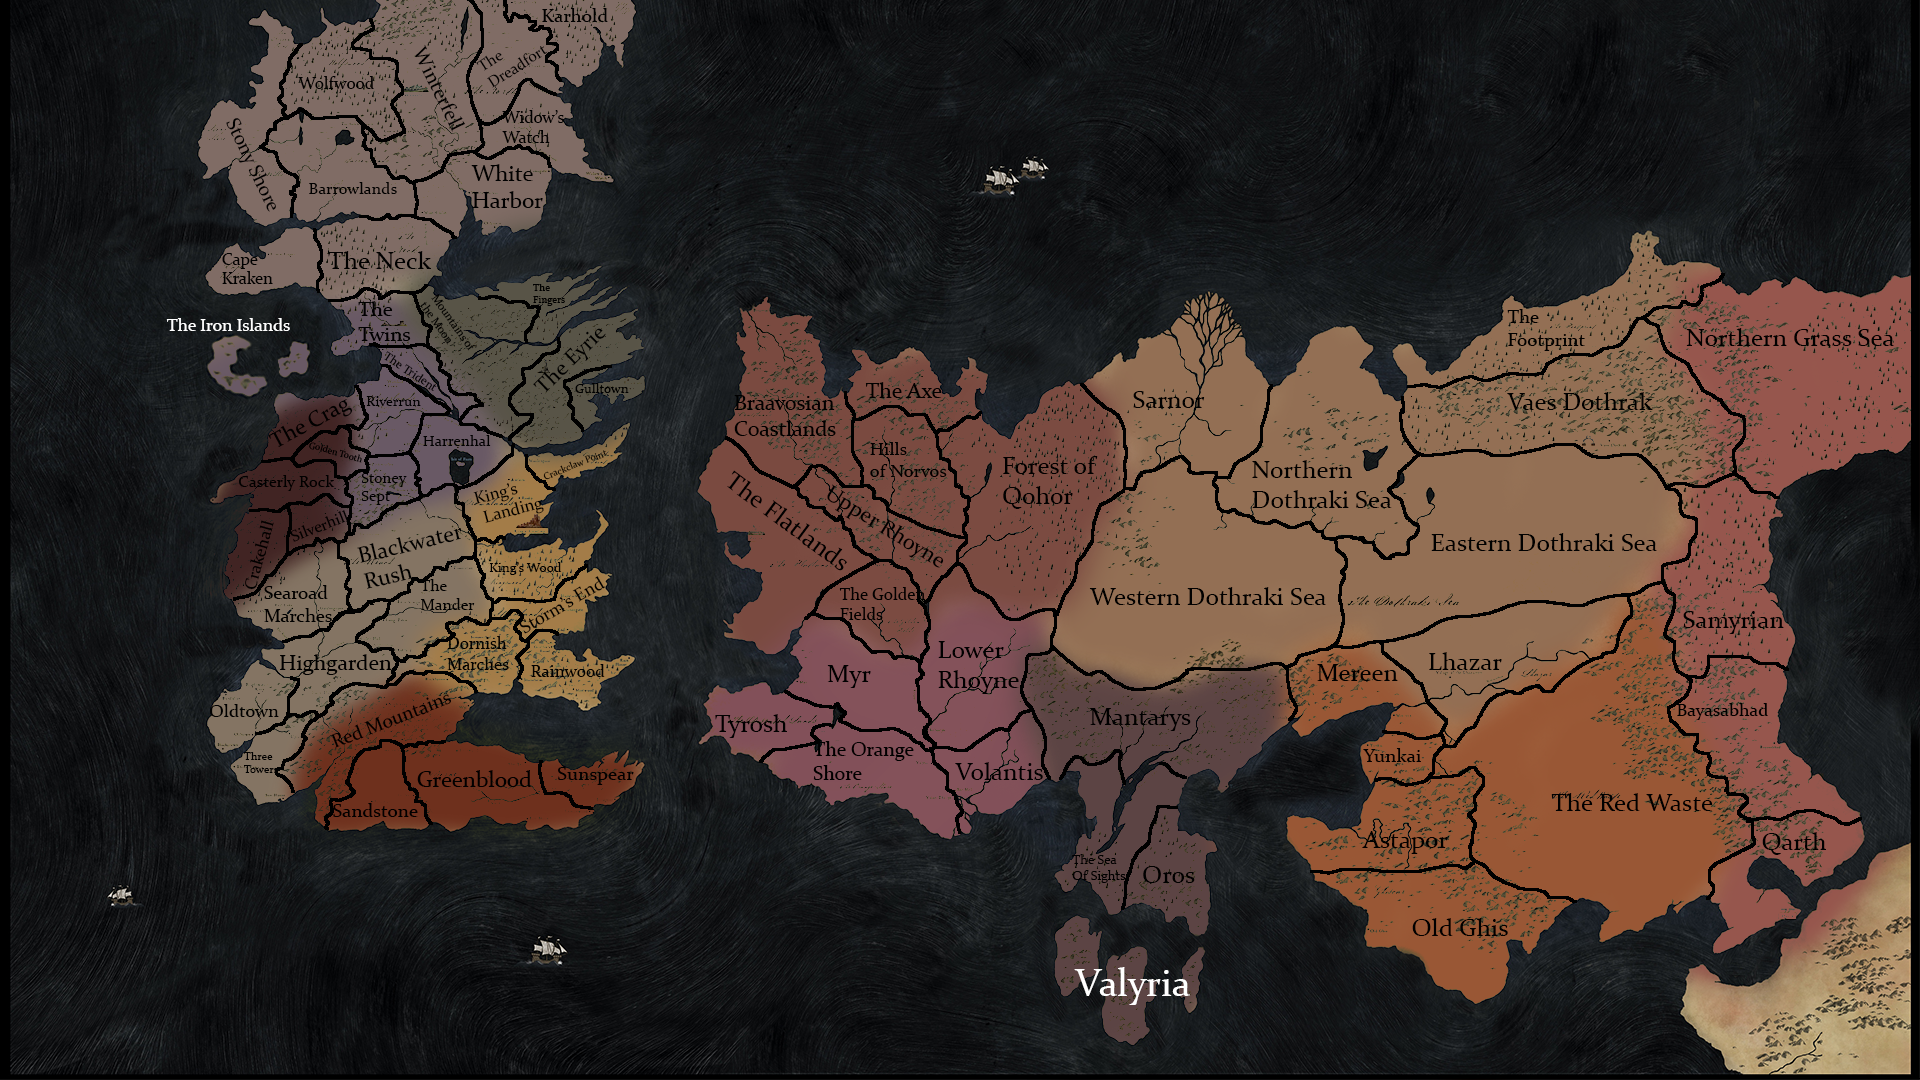 Karhold
The
Dreadfort
Winterfell
Wolfwood
Widow's
Watch
Stony Shore
White
Harbor
Barrowlands
Cape
Kraken
The Neck
The
Fingers
Mountains of
the Moon
The
Twins
The Iron Islands
The Eyrie
The Trident
Gulltown
Riverrun
The Crag
Harrenhal
Golden Tooth
Crackclaw Point
Casterly Rock
Stoney
Sept
King's
Landing
Silverhill
Crakehall
Blackwater
Rush
King's Wood
Searoad
Marches
The
Mander
Storm's End
Highgarden
Dornish
Marches
Rainwood
Oldtown
Red Mountains
Three
Towers
Greenblood
Sunspear
Sandstone
Braavosian
Coastlands
The Axe
Hills
of Norvos
Forest of
Qohor
The Flatlands
Upper Rhoyne
The Golden
Fields
Myr
Lower
Rhoyne
Tyrosh
The Orange
Shore
Volantis
Sarnor
Northern
Dothraki Sea
The
Footprint
Vaes Dothrak
Northern Grass Sea
Eastern Dothraki Sea
Western Dothraki Sea
The Dothraki Sea
Samyrian
Lhazar
Lhazar
Mereen
Mantarys
Bayasabhad
Yunkai
The Red Waste
Astapor
Qarth
The Sea
Of Sights
Oros
Old Ghis
Valyria